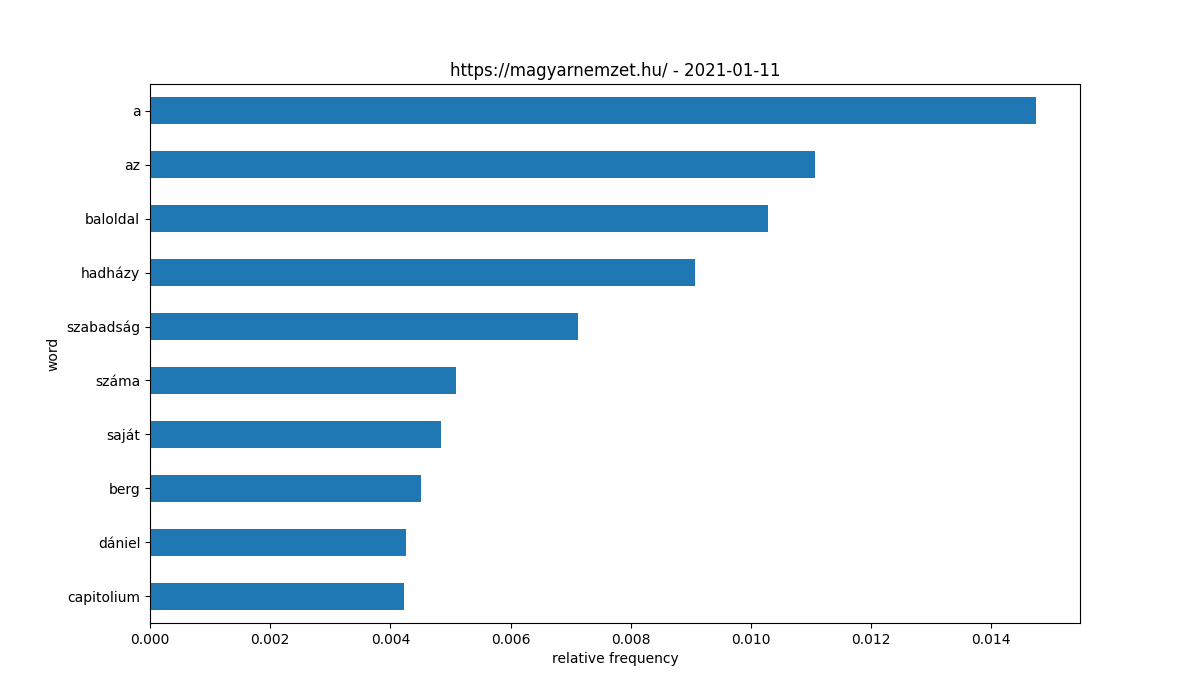 https://magyarnemzet.hu/ - 2021-01-11
a
az
baloldal
hadházy
szabadság
száma
saját
berg
dániel
capitolium
word
0.000 0.002 0.004 0.006 0.008 0.010 0.012 0.014
relative frequency